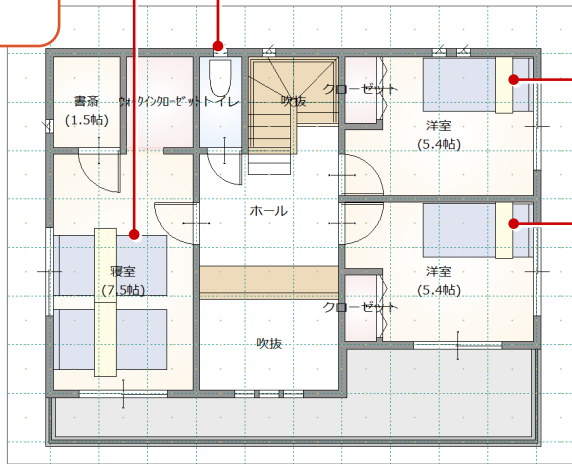 書斎
(1.5帖)
ウォークインクローゼット
トイレ
吹抜
クローゼット
洋室
(5.4帖)
ホール
寝室
(7.5帖)
洋室
(5.4帖)
クローゼット
吹抜